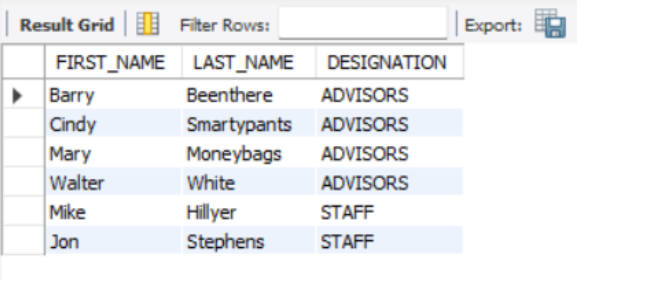 Result Grid Filter Rows: Export:
FIRST_NAME LAST_NAME DESIGNATION
Barry Beenthere ADVISORS
Cindy Smartypants ADVISORS
Mary Moneybags ADVISORS
Walter White ADVISORS
Mike Hillyer STAFF
Jon Stephens STAFF